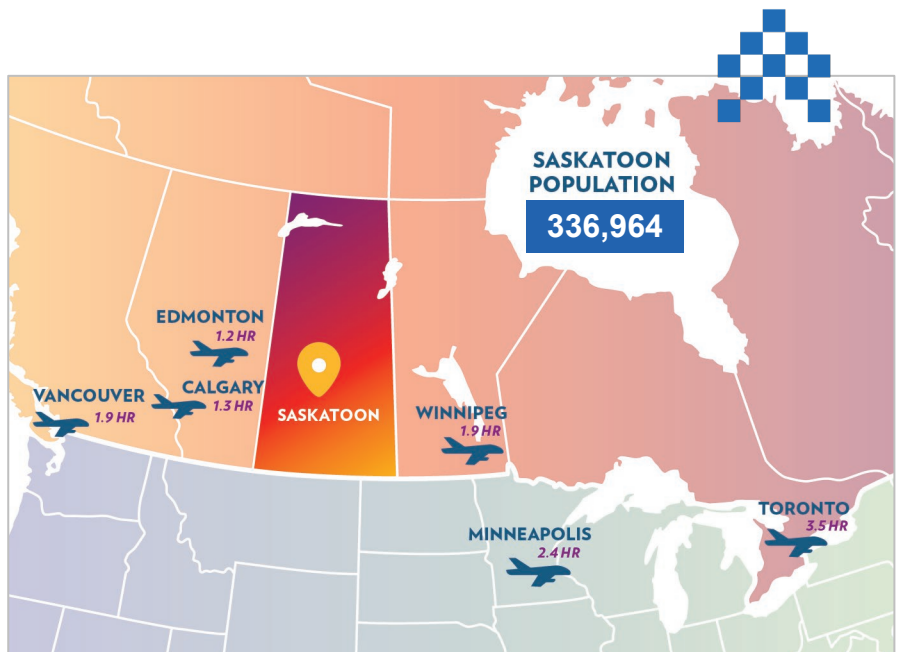 SASKATOON
POPULATION
336,964
EDMONTON
1.2 HR
VANCOUVER
1.9 HR
CALGARY
1.3 HR
SASKATOON
WINNIPEG
1.9 HR
MINNEAPOLIS
2.4 HR
TORONTO
3.5 HR